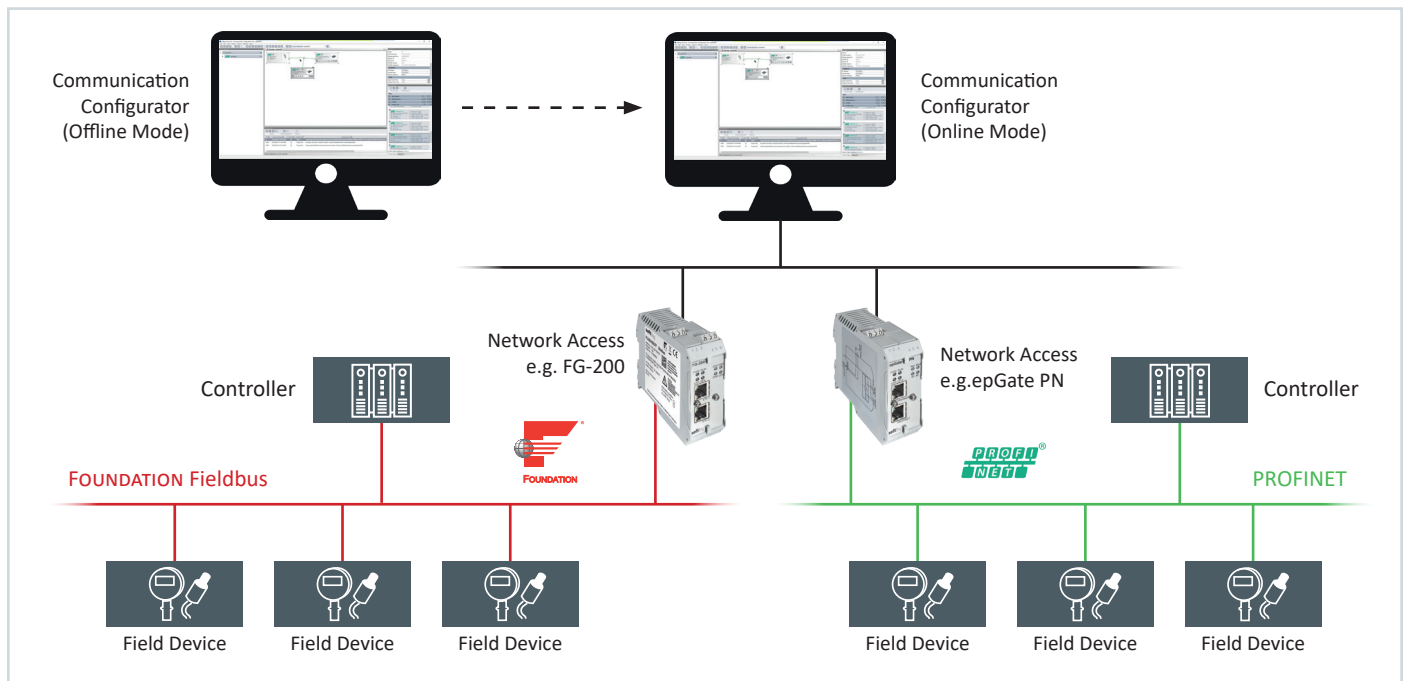 Communication
Configurator
(Offline Mode)
Communication
Configurator
(Online Mode)
Network Access
e.g. FG-200
Network Access
e.g.epGate PN
Controller
Controller
FOUNDATION
®
PROFI
NET
®
FOUNDATION Fieldbus
PROFINET
Field Device
Field Device
Field Device
Field Device
Field Device
Field Device